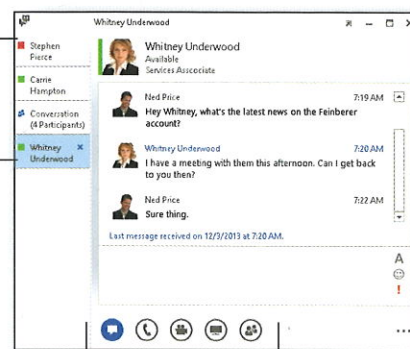 Whitney Underwood
Stephen
Pierce
Carrie
Hampton
Conversation
(4 Participants)
Whitney
Underwood
Whitney Underwood
Available
Services Asscociate
Ned Price 7:19 AM
Hey Whitney, what's the latest news on the Feinberer
account?
Whitney Underwood 7:20 AM
I have a meeting with them this afternoon. Can I get back
to you then?
Ned Price 7:22 AM
Sure thing.
Last message received on 12/3/2013 at 7:20 AM.
A
!